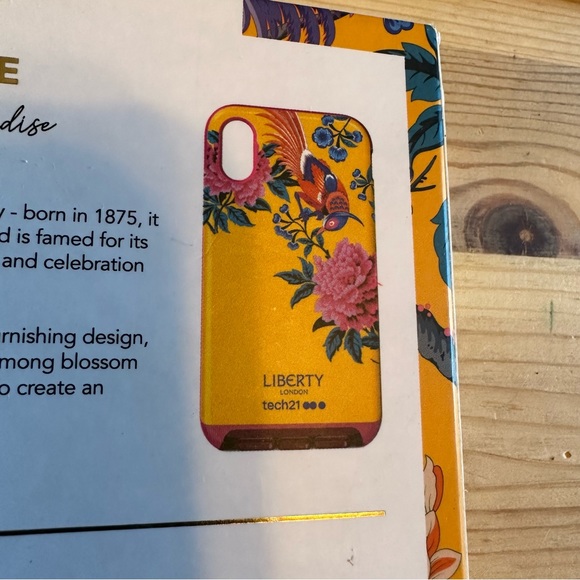 E
dise
y - born in 1875, it
d is famed for its
and celebration
urnishing design,
mong blossom
o create an
LIBERTY
LONDON
tech21